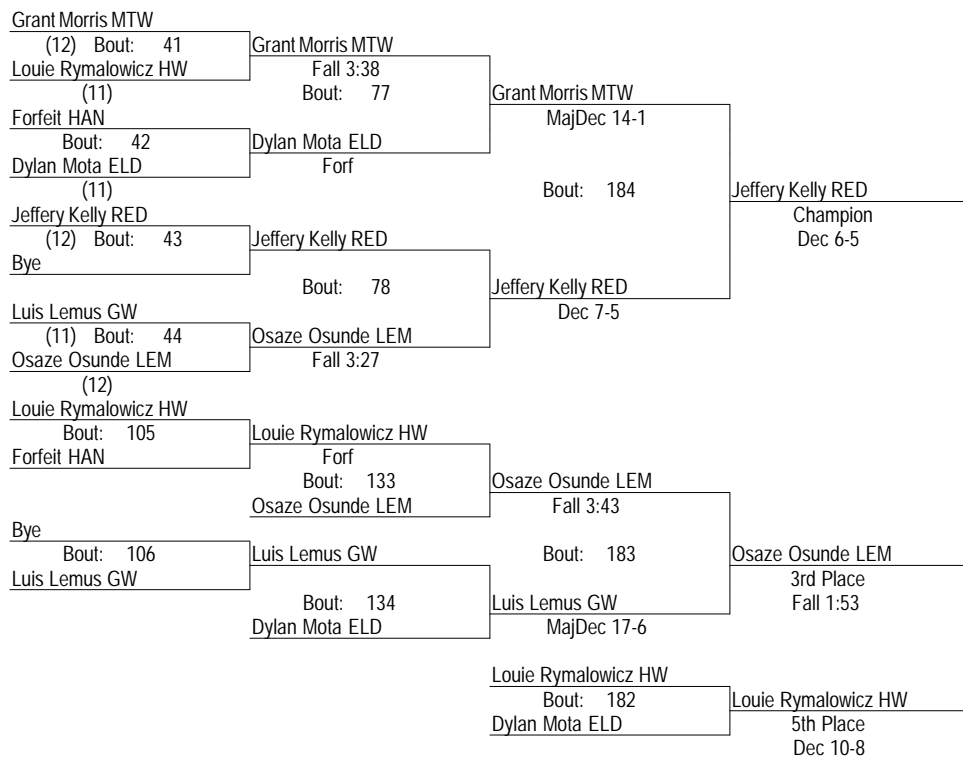 Grant Morris MTW
(12) Bout: 41
Grant Morris MTW
Louie Rymalowicz HW
Fall 3:38
(11)
Bout: 77
Grant Morris MTW
Forfeit HAN
MajDec 14-1
Bout: 42
Dylan Mota ELD
Dylan Mota ELD
Forf
(11)
Bout: 184
Jeffery Kelly RED
Jeffery Kelly RED
Champion
(12) Bout: 43
Jeffery Kelly RED
Dec 6-5
Bye
Bout: 78
Jeffery Kelly RED
Luis Lemus GW
Dec 7-5
(11) Bout: 44
Osaze Osunde LEM
Osaze Osunde LEM
Fall 3:27
(12)
Louie Rymalowicz HW
Bout: 105
Louie Rymalowicz HW
Forfeit HAN
Forf
Bout: 133
Osaze Osunde LEM
Osaze Osunde LEM
Fall 3:43
Bye
Bout: 106
Luis Lemus GW
Bout: 183
Osaze Osunde LEM
Luis Lemus GW
3rd Place
Bout: 134
Luis Lemus GW
Fall 1:53
Dylan Mota ELD
MajDec 17-6
Louie Rymalowicz HW
Bout: 182
Louie Rymalowicz HW
Dylan Mota ELD
5th Place
Dec 10-8